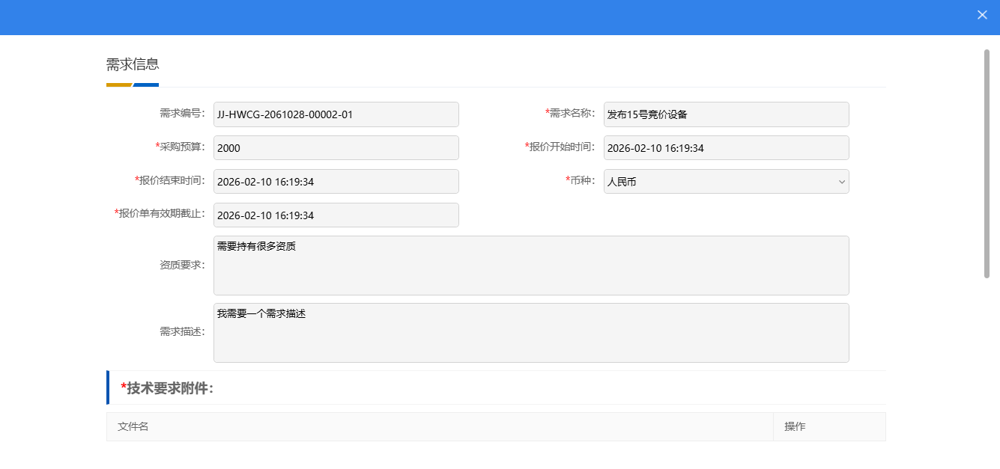 需求信息
需求编号: JJ-HWCG-2061028-00002-01 *需求名称: 发布15号竞价设备
*采购预算: 2000 *报价开始时间: 2026-02-10 16:19:34
*报价结束时间: 2026-02-10 16:19:34 *币种: 人民币
*报价单有效期截止: 2026-02-10 16:19:34
资质要求: 需要持有很多资质
需求描述: 我需要一个需求描述
*技术要求附件:
文件名 操作